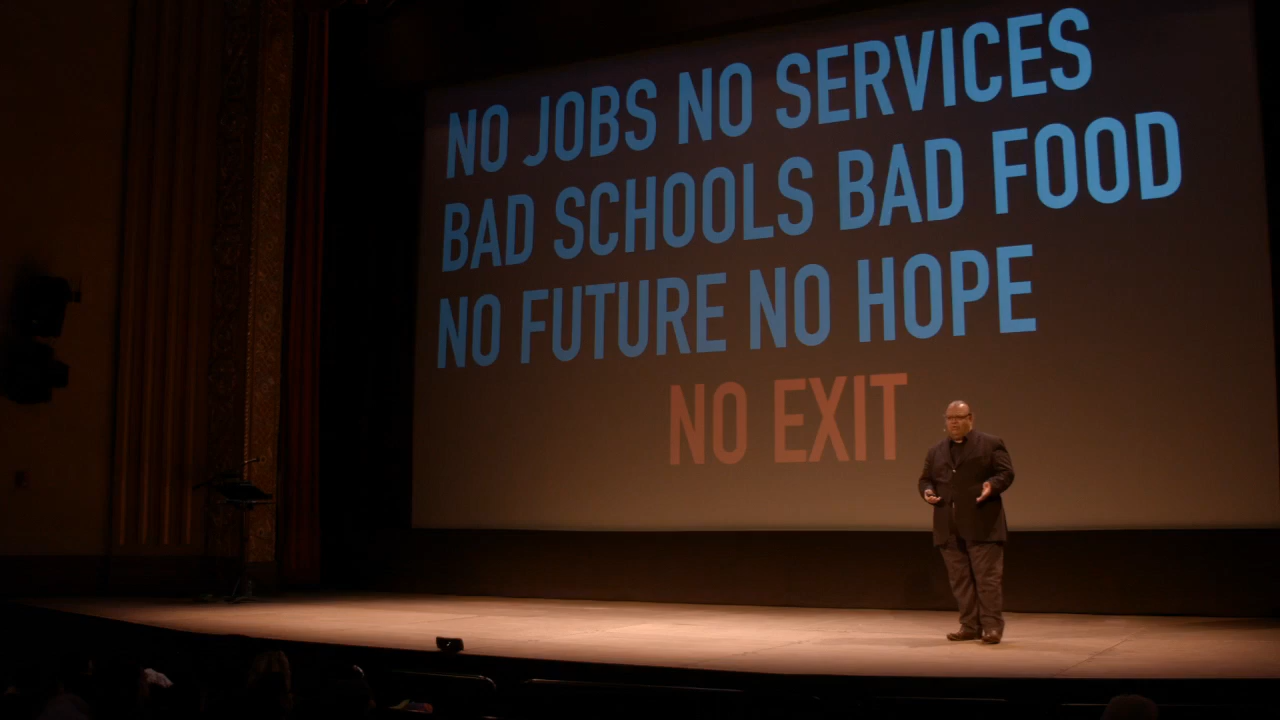 NO JOBS NO SERVICES
BAD SCHOOLS BAD FOOD
NO FUTURE NO HOPE
NO EXIT